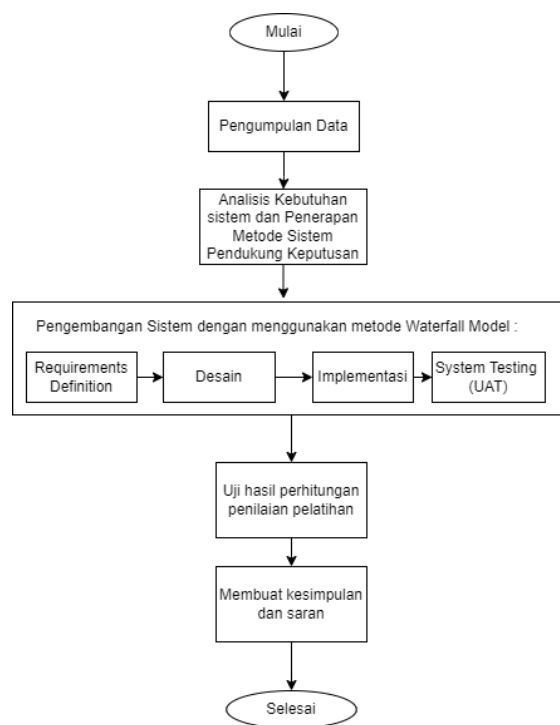 Mulai
Pengumpulan Data
Analisis Kebutuhan
sistem dan Penerapan
Metode Sistem
Pendukung Keputusan
Pengembangan Sistem dengan menggunakan metode Waterfall Model :
Requirements
Definition
Desain
Implementasi
System Testing
(UAT)
Uji hasil perhitungan
penilaian pelatihan
Membuat kesimpulan
dan saran
Selesai